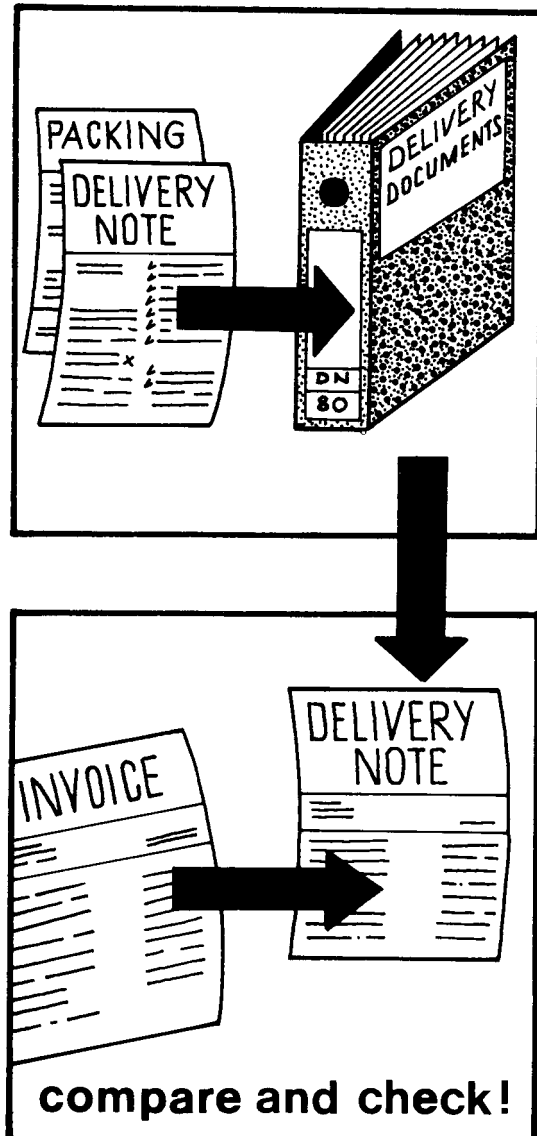 PACKING
DELIVERY
NOTE
DELIVERY
DOCUMENTS
DN
80
INVOICE
DELIVERY
NOTE
compare and check!